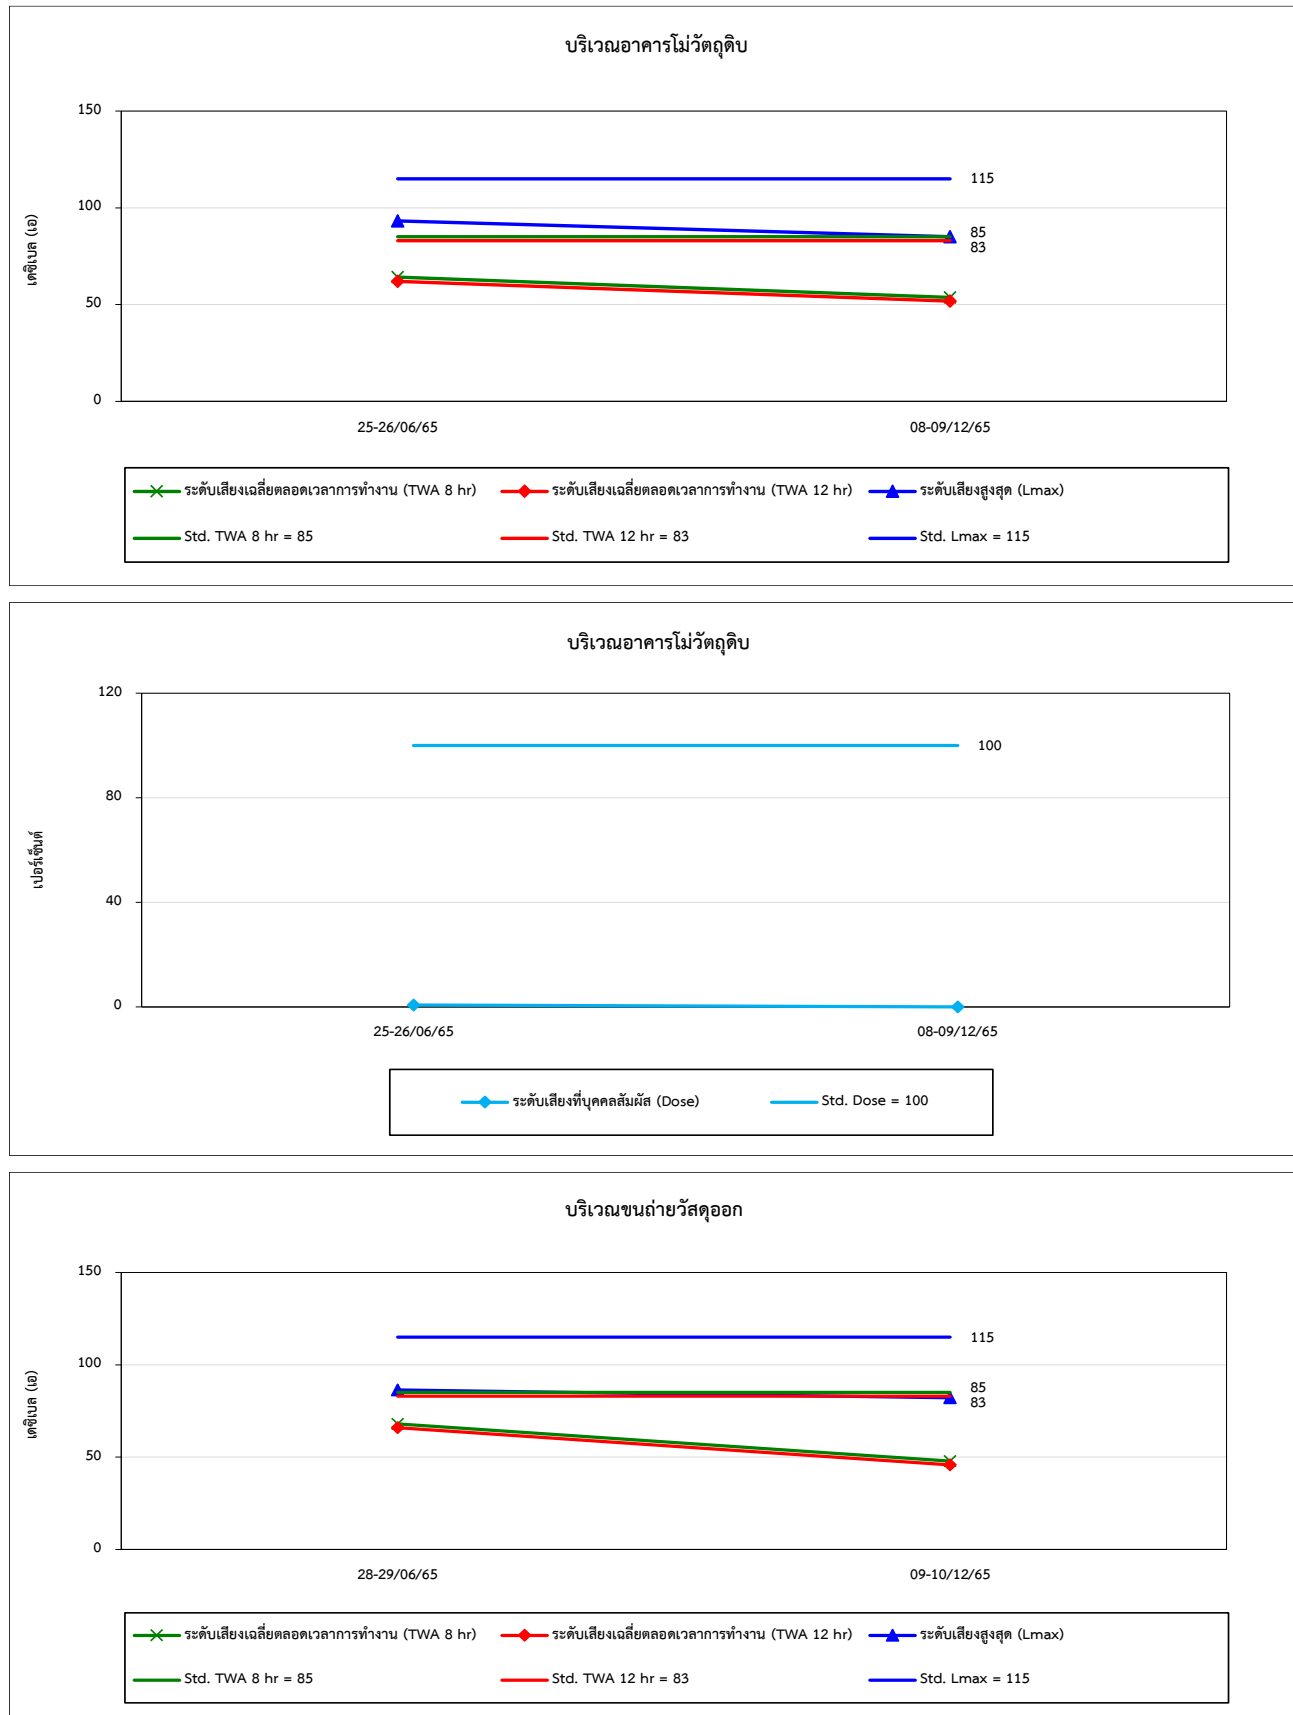 บริเวณอาคารโม่วัตถุดิบ
150
100
50
0
เดซิเบล (เอ)
115
85
83
25-26/06/65 08-09/12/65
ระดับเสียงเฉลี่ยตลอดเวลาการทำงาน (TWA 8 hr) ระดับเสียงเฉลี่ยตลอดเวลาการทำงาน (TWA 12 hr) ระดับเสียงสูงสุด (Lmax)
Std. TWA 8 hr = 85 Std. TWA 12 hr = 83 Std. Lmax = 115
บริเวณอาคารโม่วัตถุดิบ
120
80
40
0
เปอร์เซ็นต์
100
25-26/06/65 08-09/12/65
ระดับเสียงที่บุคคลสัมผัส (Dose) Std. Dose = 100
บริเวณขนถ่ายวัสดุออก
150
100
50
0
เดซิเบล (เอ)
115
85
83
28-29/06/65 09-10/12/65
ระดับเสียงเฉลี่ยตลอดเวลาการทำงาน (TWA 8 hr) ระดับเสียงเฉลี่ยตลอดเวลาการทำงาน (TWA 12 hr) ระดับเสียงสูงสุด (Lmax)
Std. TWA 8 hr = 85 Std. TWA 12 hr = 83 Std. Lmax = 115